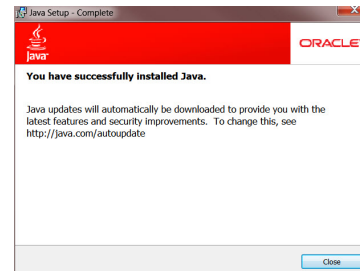 Java Setup - Complete
Java
ORACLE
You have successfully installed Java.
Java updates will automatically be downloaded to provide you with the
latest features and security improvements. To change this, see
http://java.com/autoupdate
Close